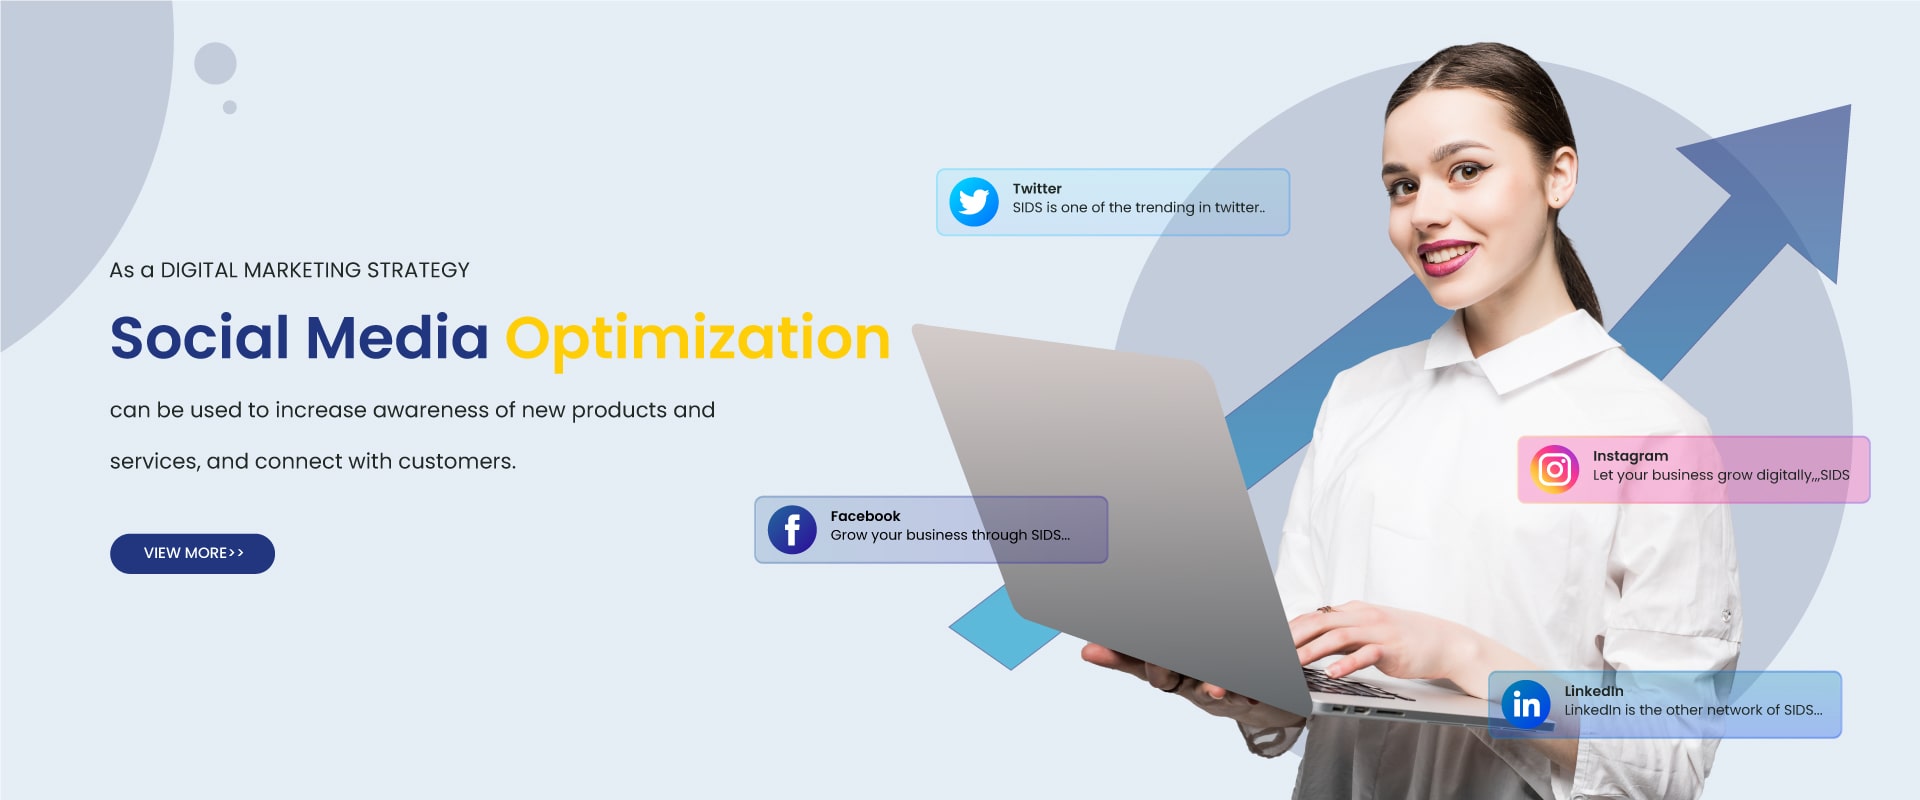 As a DIGITAL MARKETING STRATEGY
Social Media Optimization
can be used to increase awareness of new products and
services, and connect with customers.
VIEW MORE>>
Twitter
SIDS is one of the trending in twitter..
Facebook
Grow your business through SIDS...
Instagram
Let your business grow digitally,,,SIDS
LinkedIn
LinkedIn is the other network of SIDS...